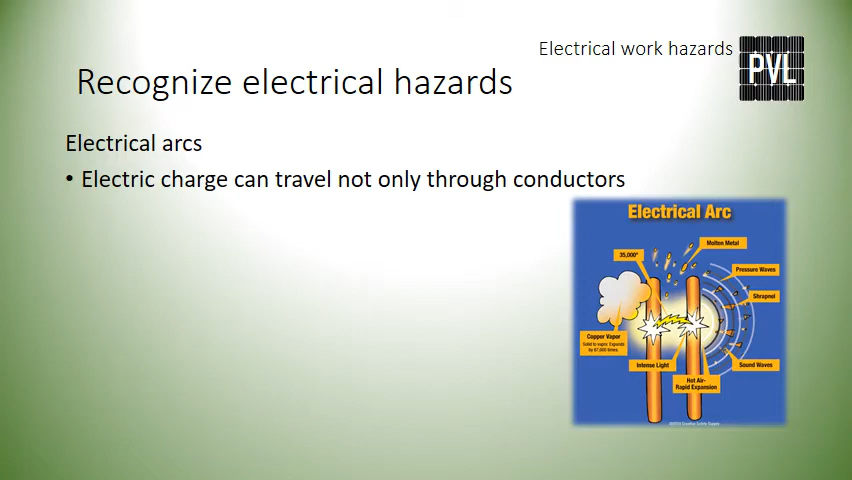 Electrical work hazards
PVL
Recognize electrical hazards
Electrical arcs
• Electric charge can travel not only through conductors
Electrical Arc
Molten Metal
35,000°
Pressure Waves
Shrapnel
Copper Vapor
Solid to vapor. Expands
by 67,000 times.
Intense Light
Sound Waves
Hot Air-
Rapid Expansion